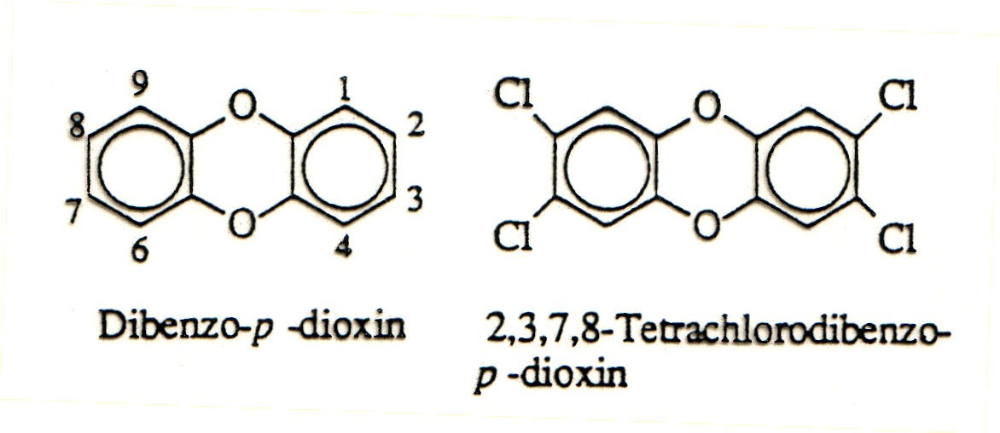 9
O
1
8
2
7
3
O
6
4
Cl
O
Cl
Cl
O
Cl
Dibenzo-p -dioxin
2,3,7,8-Tetrachlorodibenzo-
p -dioxin